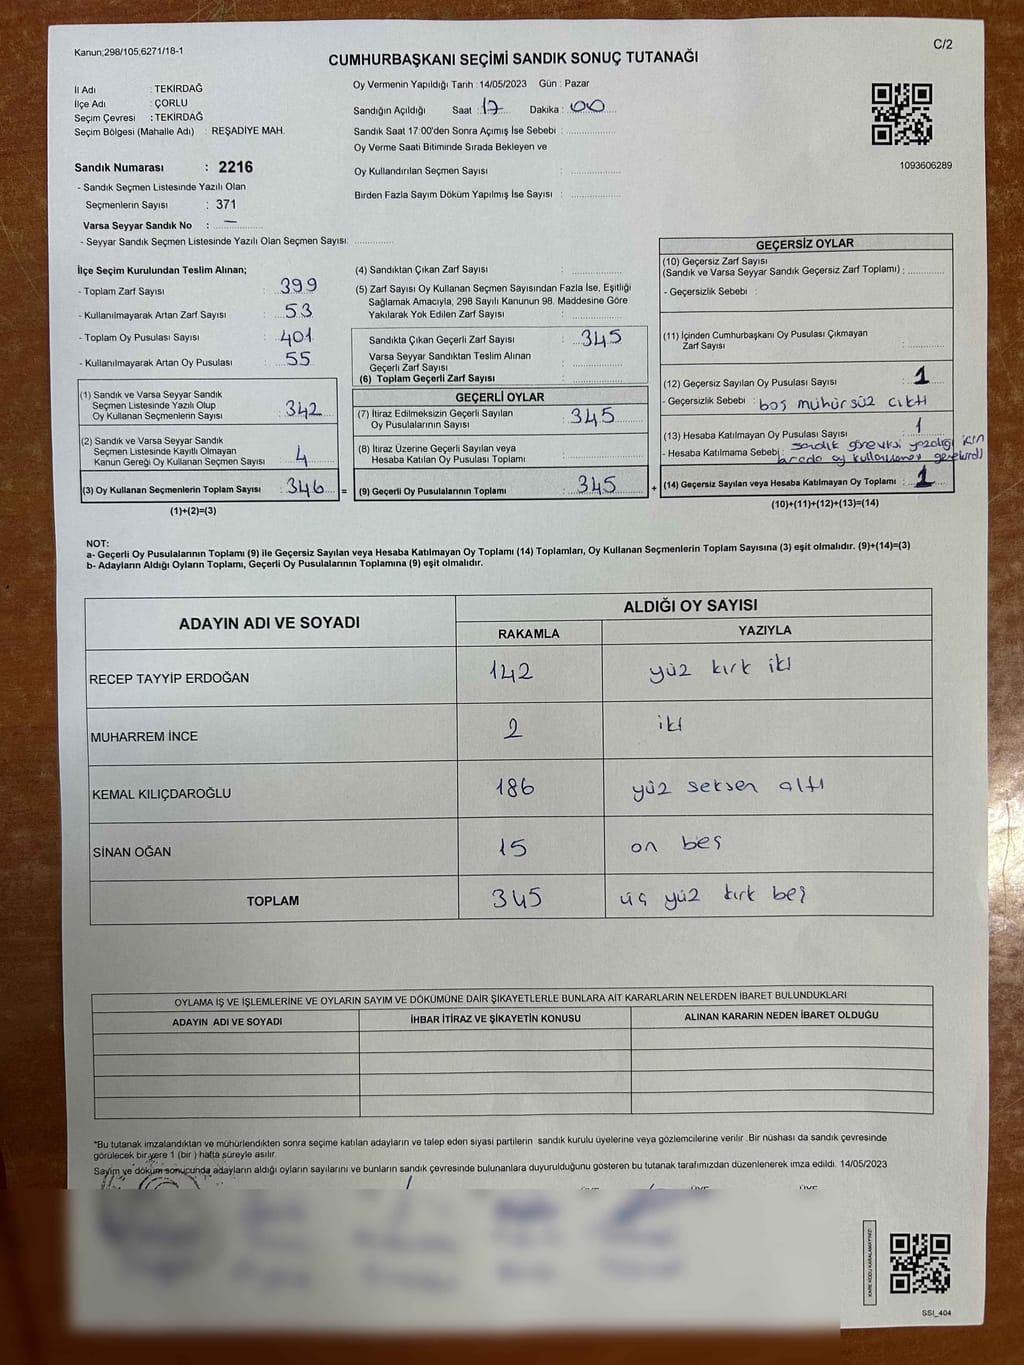 Kanun;298/105;6271/18-1
C/2
CUMHURBAŞKANI SEÇİMİ SANDIK SONUÇ TUTANAĞI
İl Adı : TEKİRDAĞ
İlçe Adı : ÇORLU
Seçim Çevresi : TEKİRDAĞ
Seçim Bölgesi (Mahalle Adı) : REŞADİYE MAH.
Sandık Numarası : 2216
- Sandık Seçmen Listesinde Yazılı Olan
Seçmenlerin Sayısı : 371
Varsa Seyyar Sandık No : —
- Seyyar Sandık Seçmen Listesinde Yazılı Olan Seçmen Sayısı:
Oy Vermenin Yapıldığı Tarih : 14/05/2023 Gün : Pazar
Sandığın Açıldığı Saat : 17 Dakika : 00
Sandık Saat 17:00'den Sonra Açımış İse Sebebi :
Oy Verme Saati Bitiminde Sırada Bekleyen ve
Oy Kullandırılan Seçmen Sayısı :
Birden Fazla Sayım Döküm Yapılmış İse Sayısı :
1093606289
İlçe Seçim Kurulundan Teslim Alınan;
- Toplam Zarf Sayısı : 399
- Kullanılmayarak Artan Zarf Sayısı : 53
- Toplam Oy Pusulası Sayısı : 401
- Kullanılmayarak Artan Oy Pusulası : 55
(1) Sandık ve Varsa Seyyar Sandık
Seçmen Listesinde Yazılı Olup
Oy Kullanan Seçmenlerin Sayısı : 342
(2) Sandık ve Varsa Seyyar Sandık
Seçmen Listesinde Kayıtlı Olmayan
Kanun Gereği Oy Kullanan Seçmen Sayısı : 4
(3) Oy Kullanan Seçmenlerin Toplam Sayısı : 346 =
(1)+(2)=(3)
(4) Sandıktan Çıkan Zarf Sayısı :
(5) Zarf Sayısı Oy Kullanan Seçmen Sayısından Fazla İse, Eşitliği
Sağlamak Amacıyla, 298 Sayılı Kanunun 98. Maddesine Göre
Yakılarak Yok Edilen Zarf Sayısı :
Sandıkta Çıkan Geçerli Zarf Sayısı : 345
Varsa Seyyar Sandıktan Teslim Alınan
Geçerli Zarf Sayısı :
(6) Toplam Geçerli Zarf Sayısı :
GEÇERLİ OYLAR
(7) İtiraz Edilmeksizin Geçerli Sayılan
Oy Pusulalarının Sayısı : 345
(8) İtiraz Üzerine Geçerli Sayılan veya
Hesaba Katılan Oy Pusulası Toplamı :
(9) Geçerli Oy Pusulalarının Toplamı : 345 +
GEÇERSİZ OYLAR
(10) Geçersiz Zarf Sayısı
(Sandık ve Varsa Seyyar Sandık Geçersiz Zarf Toplamı) :
- Geçersizlik Sebebi :
(11) İçinden Cumhurbaşkanı Oy Pusulası Çıkmayan
Zarf Sayısı :
(12) Geçersiz Sayılan Oy Pusulası Sayısı : 1
- Geçersizlik Sebebi : boş mühürsüz çıktı
(13) Hesaba Katılmayan Oy Pusulası Sayısı : 1
- Hesaba Katılmama Sebebi : sandık görevlisi için
oy
(14) Geçersiz Sayılan veya Hesaba Katılmayan Oy Toplamı : 1
(10)+(11)+(12)+(13)=(14)
NOT:
a- Geçerli Oy Pusulalarının Toplamı (9) ile Geçersiz Sayılan veya Hesaba Katılmayan Oy Toplamı (14) Toplamları, Oy Kullanan Seçmenlerin Toplam Sayısına (3) eşit olmalıdır. (9)+(14)=(3)
b- Adayların Aldığı Oyların Toplamı, Geçerli Oy Pusulalarının Toplamına (9) eşit olmalıdır.
ADAYIN ADI VE SOYADI
ALDIĞI OY SAYISI
RAKAMLA YAZIYLA
RECEP TAYYİP ERDOĞAN 142 yüz kırk iki
MUHARREM İNCE 2 iki
KEMAL KILIÇDAROĞLU 186 yüz seksen altı
SİNAN OĞAN 15 on beş
TOPLAM 345 üç yüz kırk beş
OYLAMA İŞ VE İŞLEMLERİNE VE OYLARIN SAYIM VE DÖKÜMÜNE DAİR ŞİKAYETLERLE BUNLARA AİT KARARLARIN NELERDEN İBARET BULUNDUKLARI
ADAYIN ADI VE SOYADI İHBAR İTİRAZ VE ŞİKAYETİN KONUSU ALINAN KARARIN NEDEN İBARET OLDUĞU
*Bu tutanak imzalandıktan ve mühürlendikten sonra seçime katılan adayların ve talep eden siyasi partilerin sandık kurulu üyelerine veya gözlemcilerine verilir .Bir nüshası da sandık çevresinde
görülecek bir yere 1 (bir ) hafta süreyle asılır.
Sayım ve döküm sonucunda adayların aldığı oyların sayılarını ve bunların sandık çevresinde bulunanlara duyurulduğunu gösteren bu tutanak tarafımızdan düzenlenerek imza edildi. 14/05/2023
KARE KODU KARALAMAYINIZ!
SSI_404